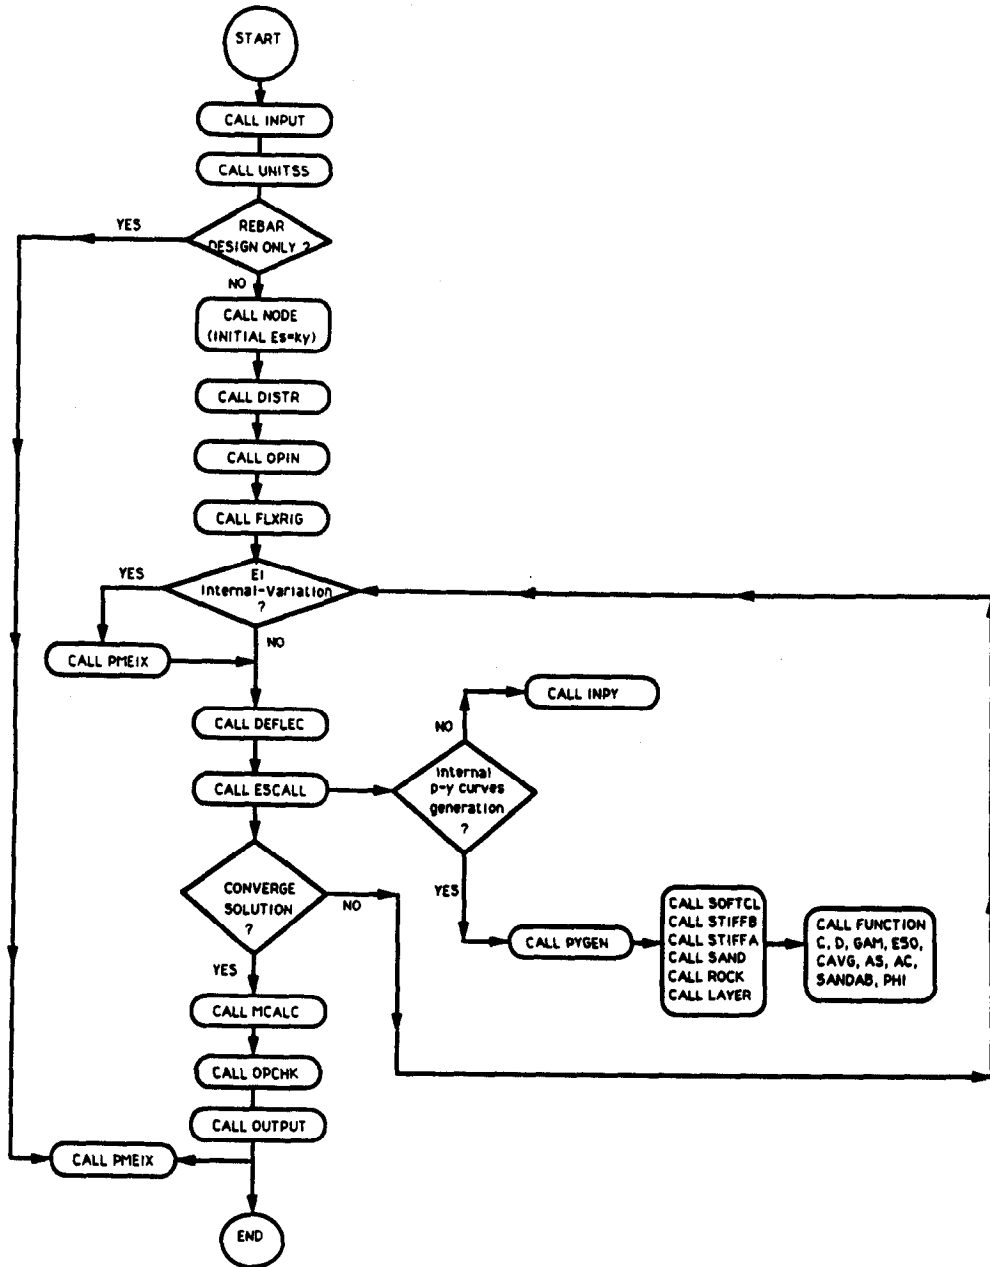 START
CALL INPUT
CALL UNITSS
YES
REBAR
DESIGN ONLY ?
NO
CALL NODE
(INITIAL Es=ky)
CALL DISTR
CALL OPIN
CALL FLXRIG
YES
EI
Internal-Variation
?
NO
CALL PMEIX
CALL INPY
CALL DEFLEC
NO
CALL ESCALL
Internal
p-y curves
generation
?
YES
CONVERGE
SOLUTION
?
NO
YES
CALL PYGEN
CALL SOFTCL
CALL STIFFB
CALL STIFFA
CALL SAND
CALL ROCK
CALL LAYER
CALL FUNCTION
C, D, GAM, E50,
CAVG, AS, AC,
SANDAB, PHI
CALL MCALC
CALL OPCHK
CALL OUTPUT
CALL PMEIX
END